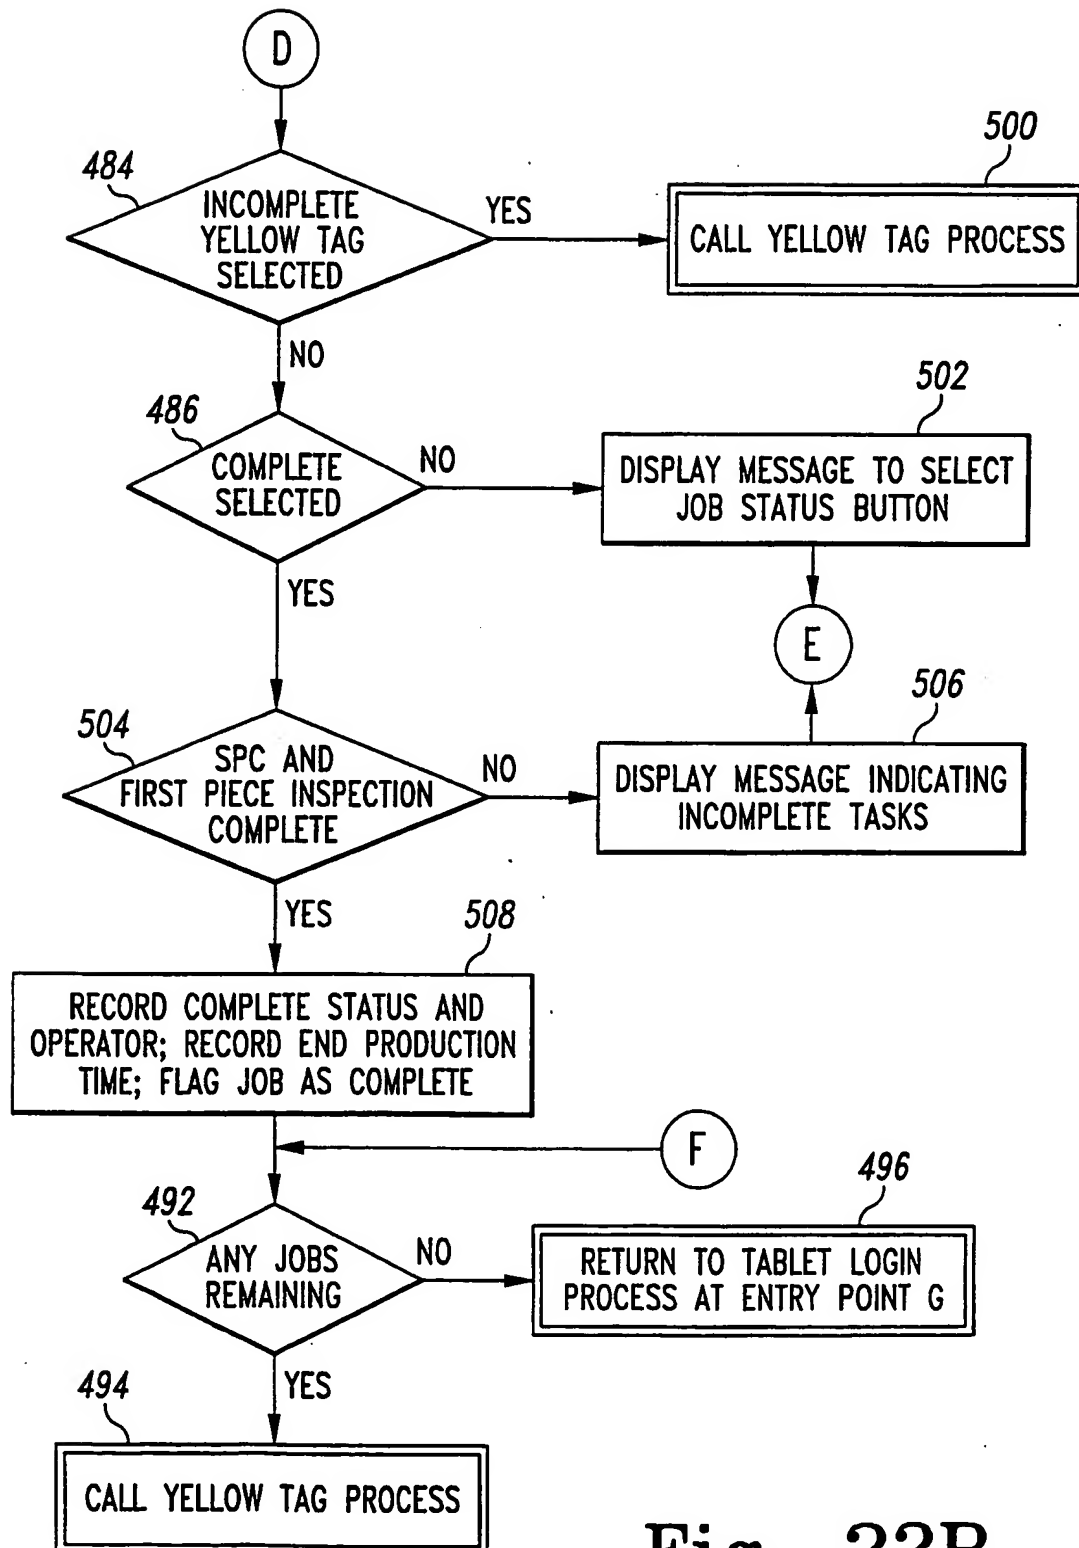 D
484
INCOMPLETE
YELLOW TAG
SELECTED
YES
500
CALL YELLOW TAG PROCESS
NO
486
COMPLETE
SELECTED
NO
502
DISPLAY MESSAGE TO SELECT
JOB STATUS BUTTON
YES
E
504
SPC AND
FIRST PIECE INSPECTION
COMPLETE
NO
506
DISPLAY MESSAGE INDICATING
INCOMPLETE TASKS
YES
508
RECORD COMPLETE STATUS AND
OPERATOR; RECORD END PRODUCTION
TIME; FLAG JOB AS COMPLETE
F
492
ANY JOBS
REMAINING
NO
496
RETURN TO TABLET LOGIN
PROCESS AT ENTRY POINT G
YES
494
CALL YELLOW TAG PROCESS
Fig.